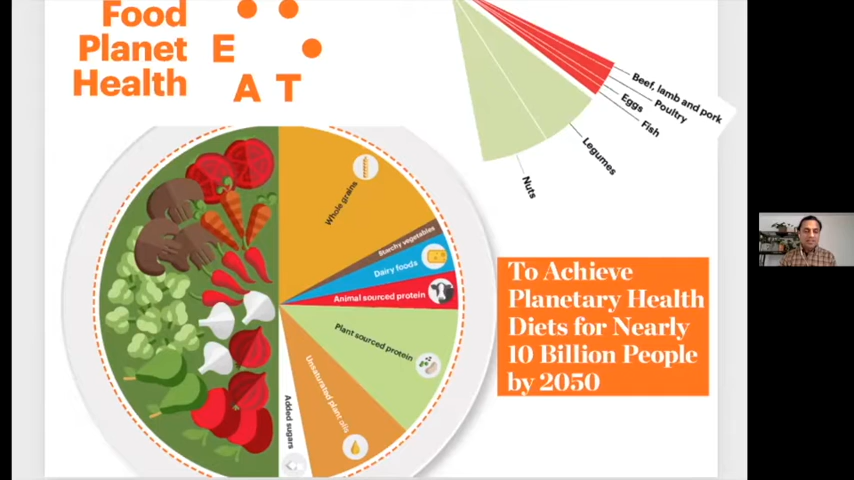 Food
Planet
Health
E
A T
Beef, lamb and pork
Poultry
Eggs
Fish
Legumes
Nuts
Whole grains
Starchy vegetables
Dairy foods
Animal sourced protein
Plant sourced protein
Unsaturated plant oils
Added sugars
To Achieve
Planetary Health
Diets for Nearly
10 Billion People
by 2050